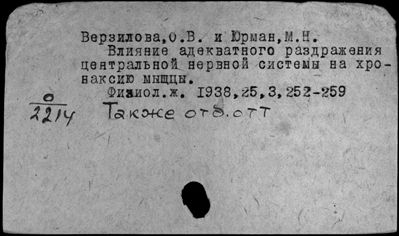 Верзилова,О.В. и Юрман,М.Н.
Влияние адекватного раздражения
центральной нервной системы на хро-
наксию мышцы.
Физиол.ж. 1938,25,3,252-259
О
2214 Также отд.отт